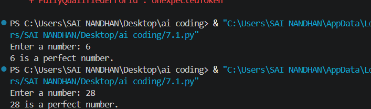 + FullyQualifiedErrorId : UnexpectedToken
PS C:\Users\SAI NANDHAN\Desktop\ai coding> & "C:\Users\SAI NANDHAN\AppData\Lo
rs/SAI NANDHAN/Desktop/ai coding/7.1.py"
Enter a number: 6
6 is a perfect number.
PS C:\Users\SAI NANDHAN\Desktop\ai coding> & "C:\Users\SAI NANDHAN\AppData\Lo
rs/SAI NANDHAN/Desktop/ai coding/7.1.py"
Enter a number: 28
28 is a perfect number.